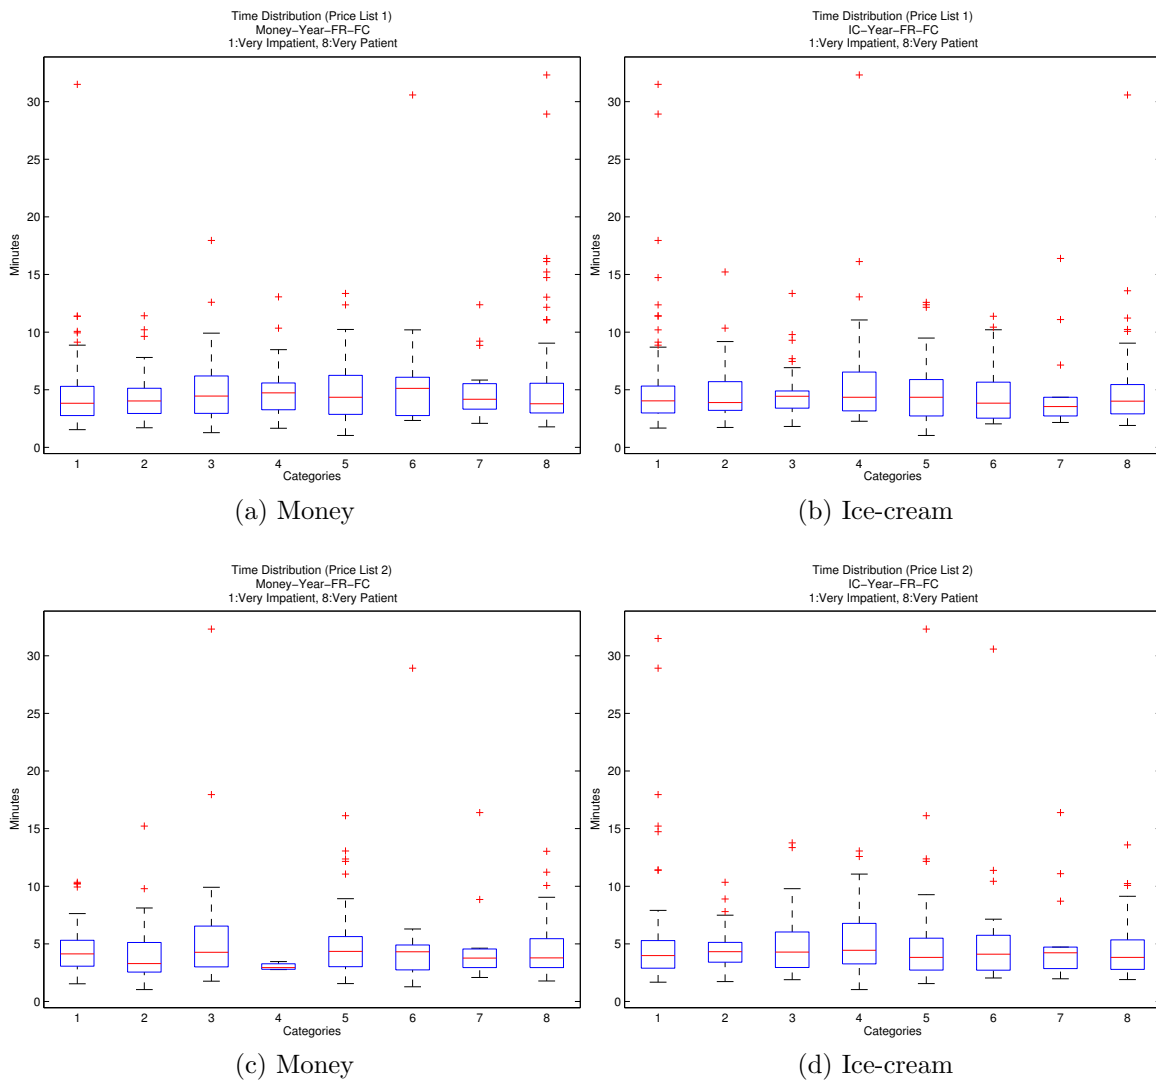 Time Distribution (Price List 1)
Money−Year−FR−FC
1:Very Impatient, 8:Very Patient
30
25
20
15
10
5
0
Minutes
1 2 3 4 5 6 7 8
Categories
(a) Money
Time Distribution (Price List 1)
IC−Year−FR−FC
1:Very Impatient, 8:Very Patient
30
25
20
15
10
5
0
Minutes
1 2 3 4 5 6 7 8
Categories
(b) Ice-cream
Time Distribution (Price List 2)
Money−Year−FR−FC
1:Very Impatient, 8:Very Patient
30
25
20
15
10
5
0
Minutes
1 2 3 4 5 6 7 8
Categories
(c) Money
Time Distribution (Price List 2)
IC−Year−FR−FC
1:Very Impatient, 8:Very Patient
30
25
20
15
10
5
0
Minutes
1 2 3 4 5 6 7 8
Categories
(d) Ice-cream